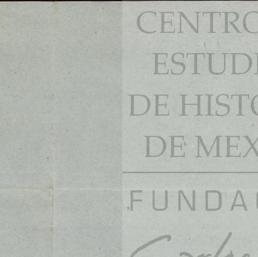 CENTRO
ESTUDI
DE HISTO
DE MEX
FUNDA